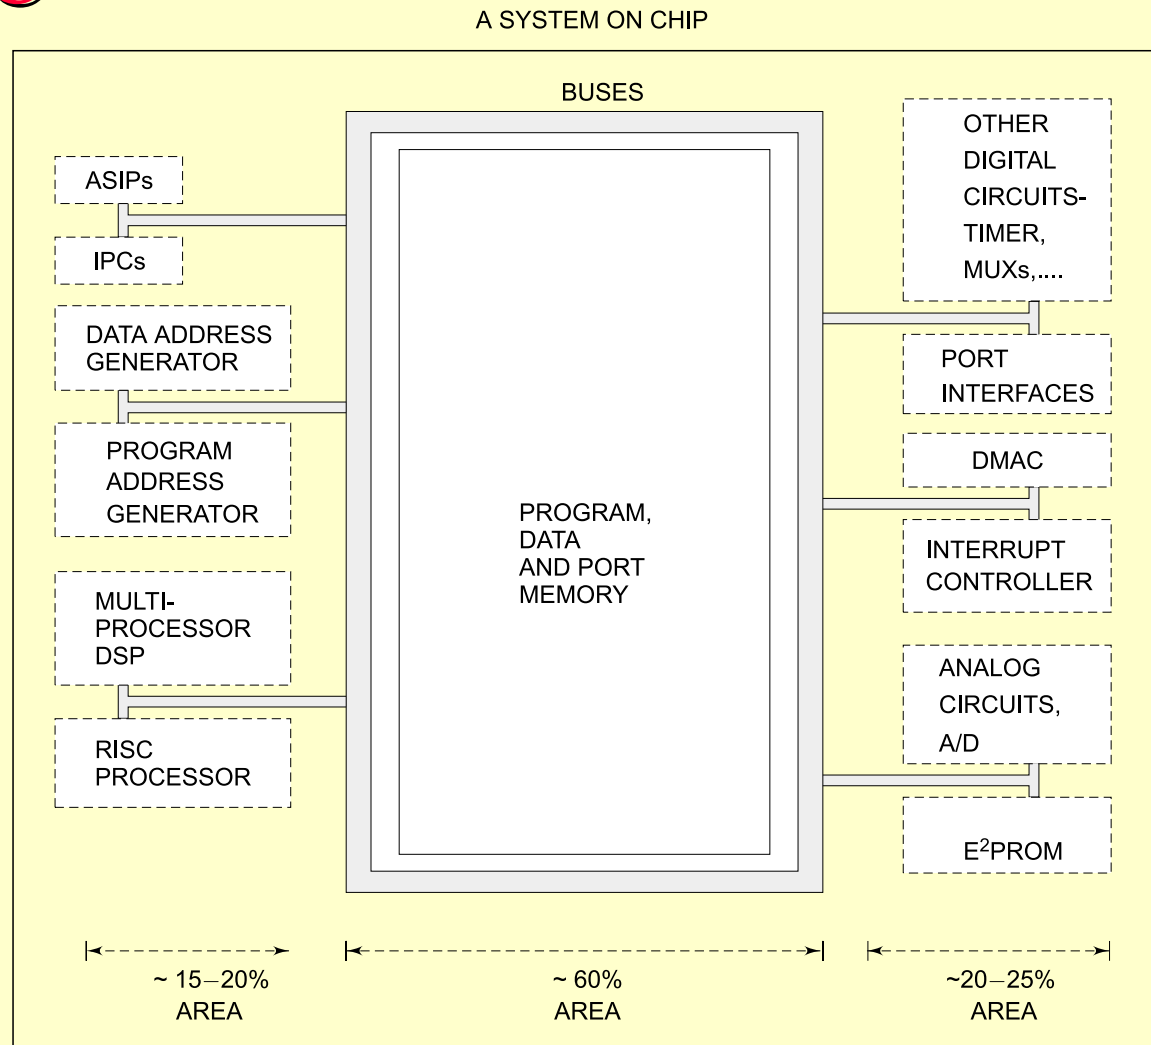 A SYSTEM ON CHIP
BUSES
ASIPs
IPCs
DATA ADDRESS
GENERATOR
PROGRAM
ADDRESS
GENERATOR
MULTI-
PROCESSOR
DSP
RISC
PROCESSOR
PROGRAM,
DATA
AND PORT
MEMORY
OTHER
DIGITAL
CIRCUITS-
TIMER,
MUXs,....
PORT
INTERFACES
DMAC
INTERRUPT
CONTROLLER
ANALOG
CIRCUITS,
A/D
E²PROM
~ 15–20%
AREA
~ 60%
AREA
~20–25%
AREA